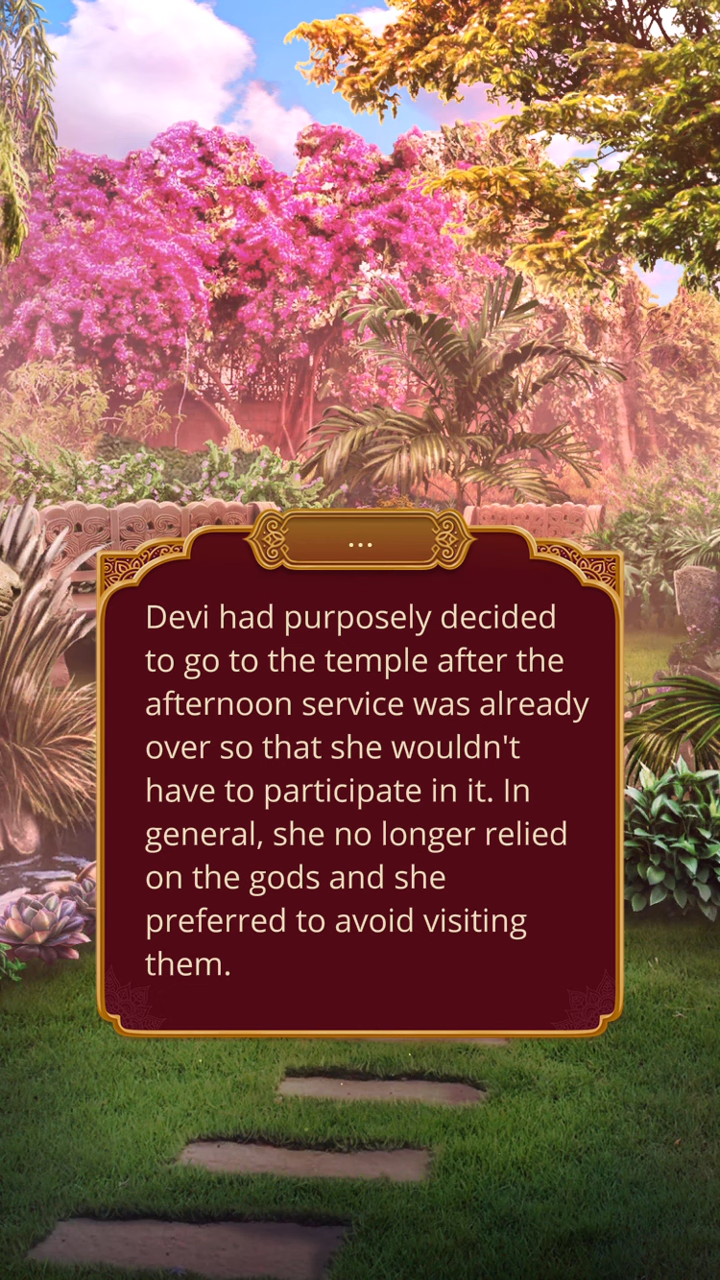 ...
Devi had purposely decided
to go to the temple after the
afternoon service was already
over so that she wouldn't
have to participate in it. In
general, she no longer relied
on the gods and she
preferred to avoid visiting
them.